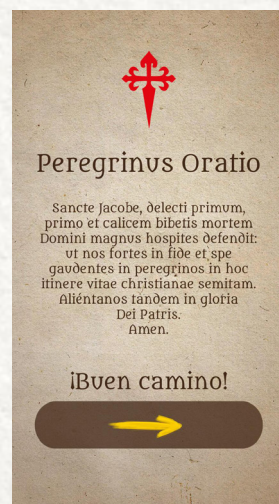 Peregrinus Oratio
Sancte Jacobe, delecti primum,
primo et calicem bibetis mortem
Domini magnus hospites defendit:
ut nos fortes in fide et spe
gaudentes in peregrinos in hoc
itinere vitae christianae semitam.
Aliéntanos tandem in gloria
Dei Patris.
Amen.
¡Buen camino!